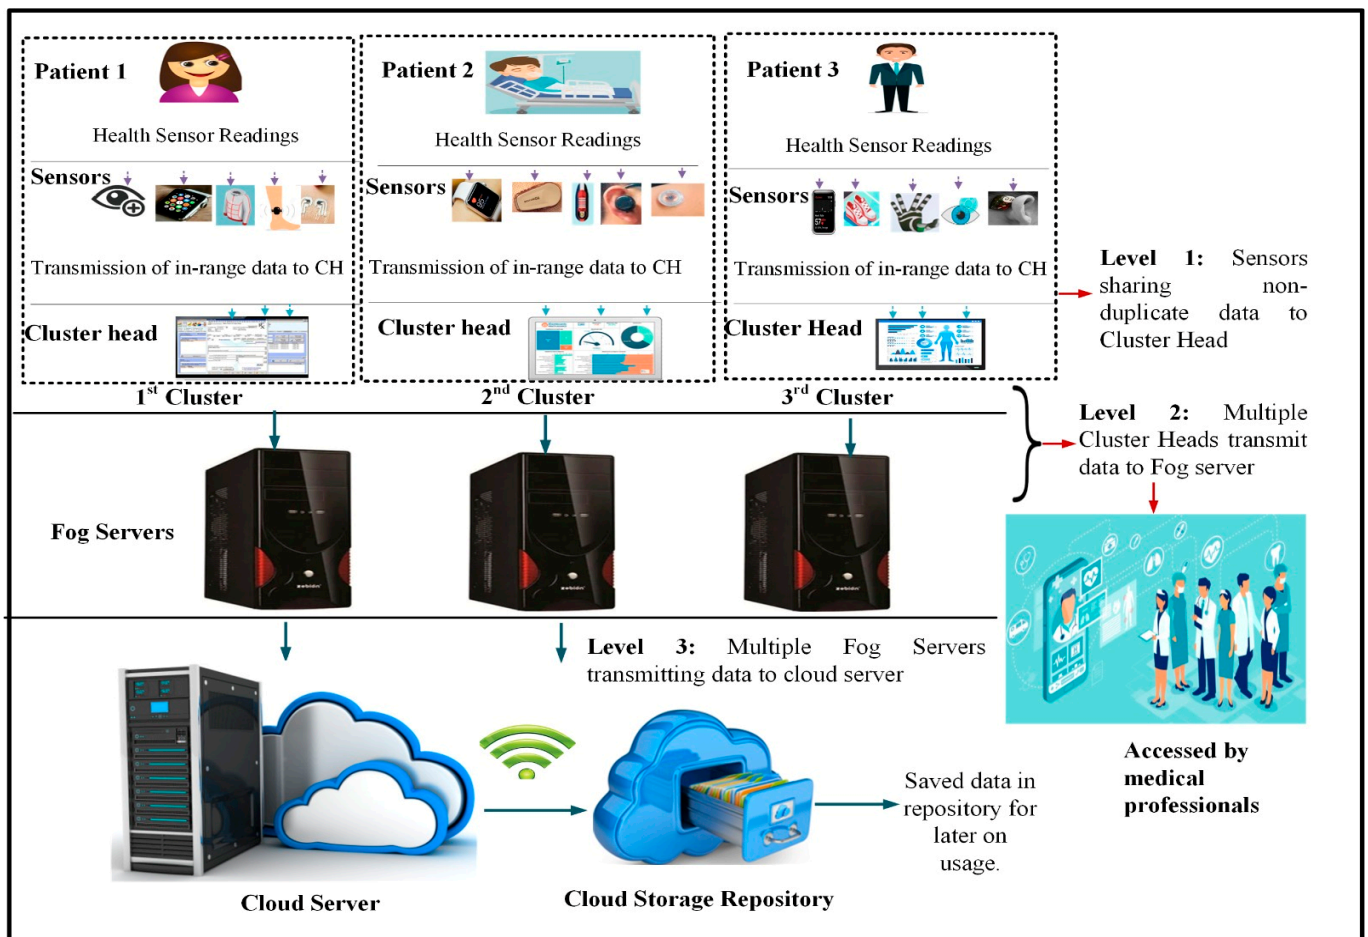 Patient 1
Health Sensor Readings
Sensors
Transmission of in-range data to CH
Cluster head
1st Cluster
Patient 2
Health Sensor Readings
Sensors
Transmission of in-range data to CH
Cluster head
2nd Cluster
Patient 3
Health Sensor Readings
Sensors
Transmission of in-range data to CH
Cluster Head
3rd Cluster
Level 1: Sensors
sharing non-
duplicate data to
Cluster Head
Level 2: Multiple
Cluster Heads transmit
data to Fog server
Fog Servers
Accessed by
medical
professionals
Level 3: Multiple Fog Servers
transmitting data to cloud server
Saved data in
repository for
later on
usage.
Cloud Server
Cloud Storage Repository